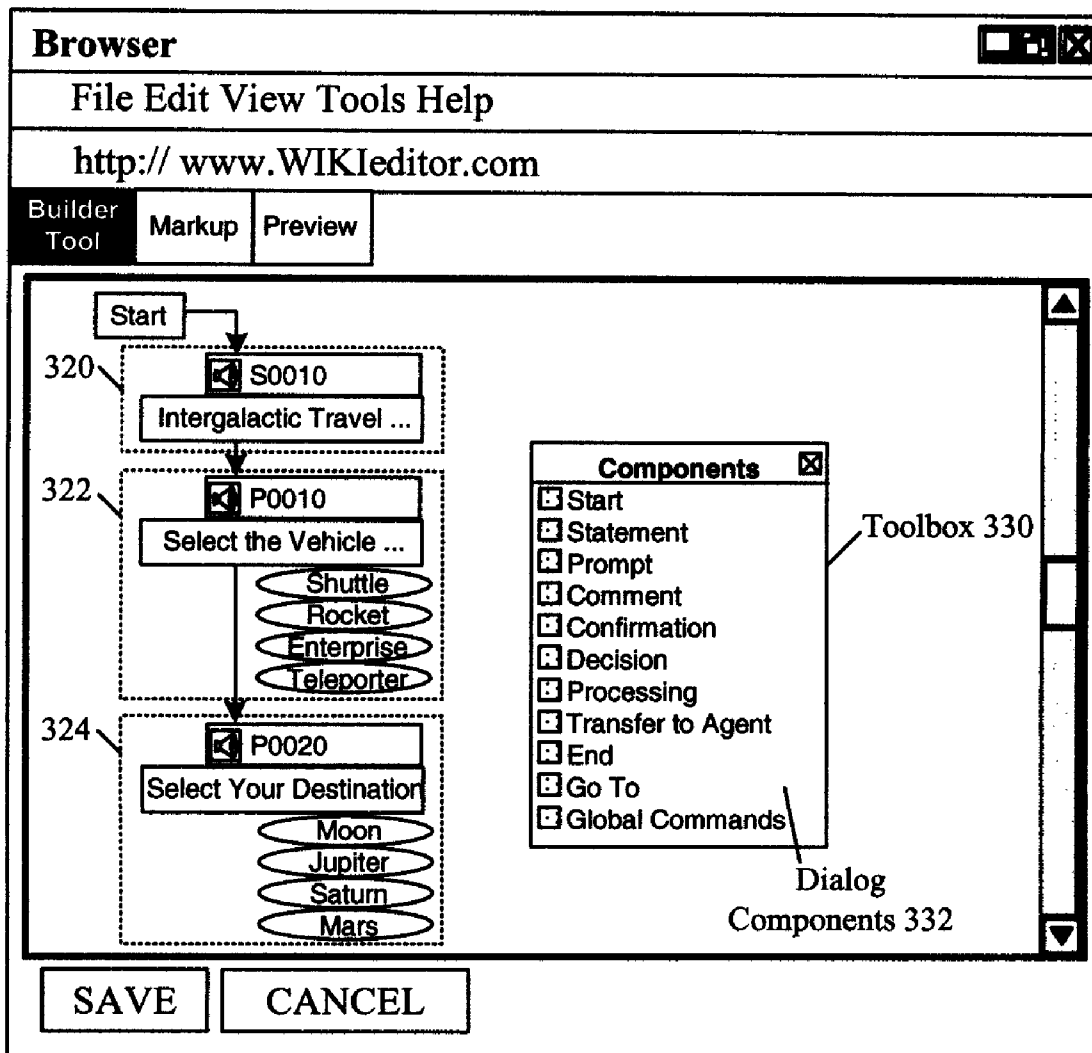 Browser
File Edit View Tools Help
http:// www.WIKIeditor.com
Builder Tool
Markup
Preview
Start
320
S0010
Intergalactic Travel ...
322
P0010
Select the Vehicle ...
Shuttle
Rocket
Enterprise
Teleporter
324
P0020
Select Your Destination
Moon
Jupiter
Saturn
Mars
Components
Start
Statement
Prompt
Comment
Confirmation
Decision
Processing
Transfer to Agent
End
Go To
Global Commands
Toolbox 330
Dialog
Components 332
SAVE
CANCEL